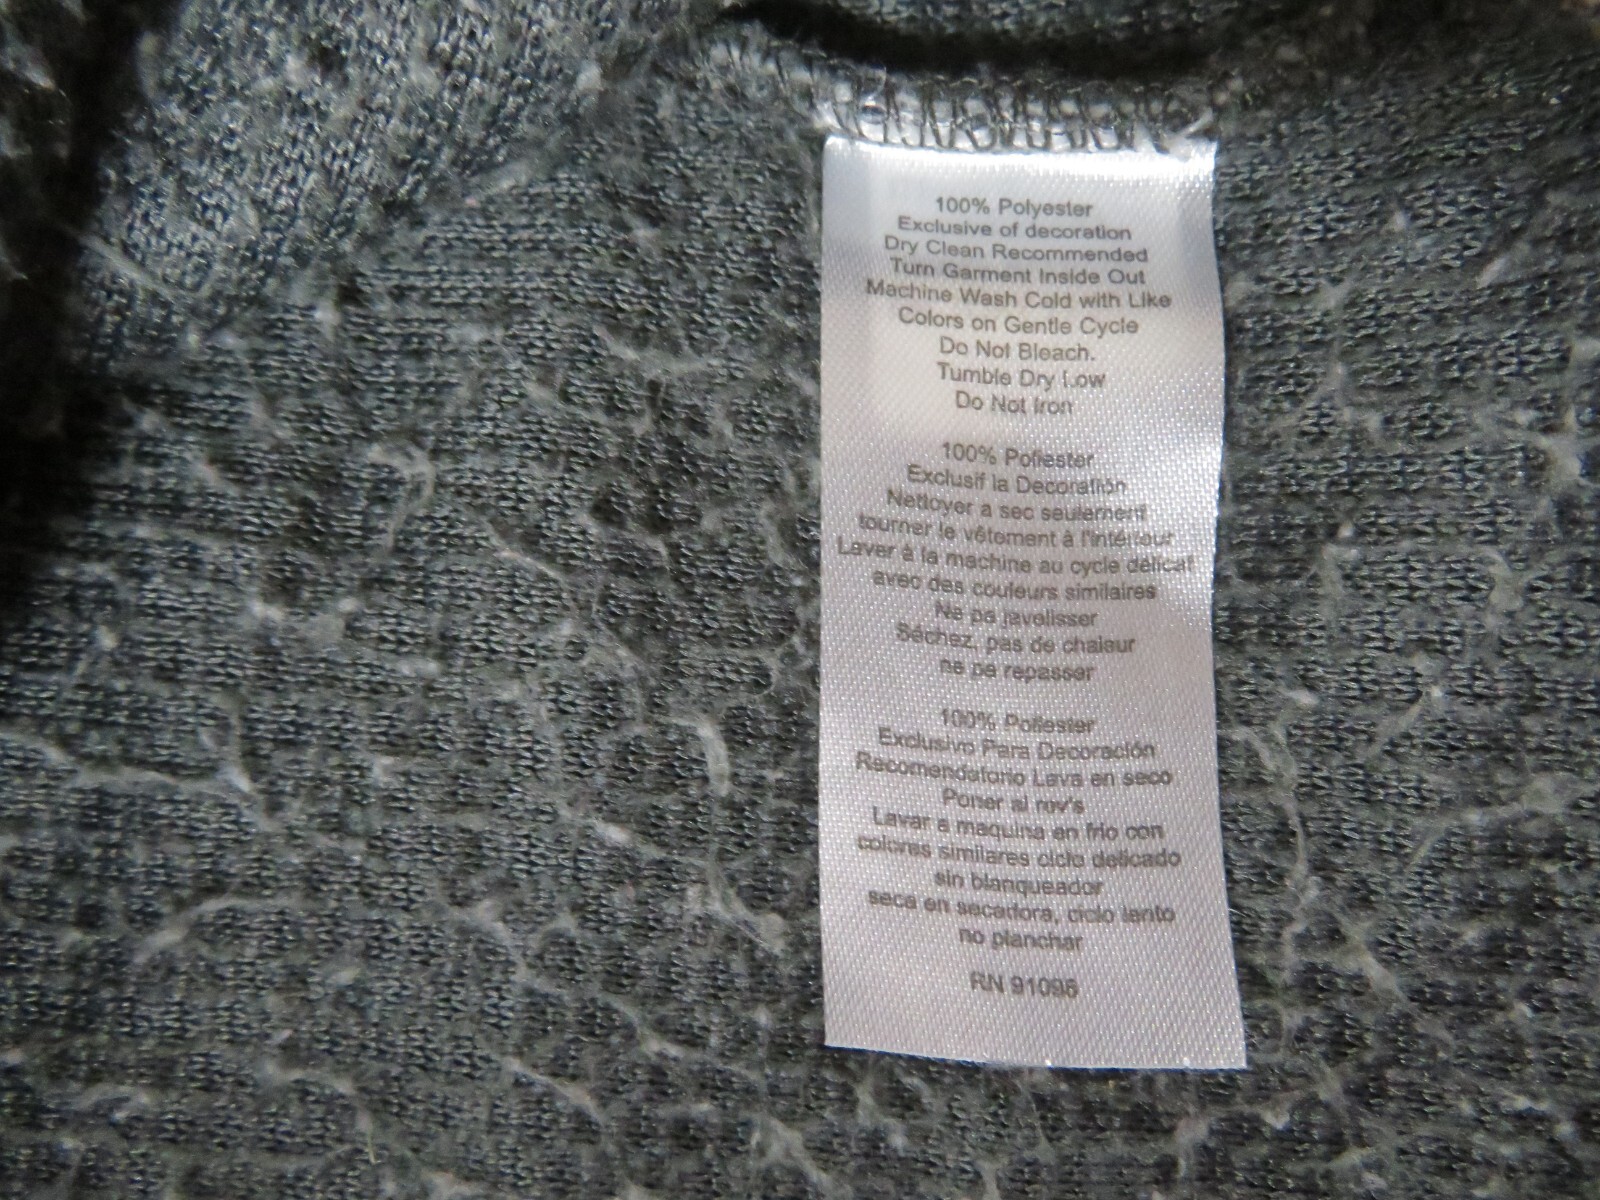 100% Polyester
Exclusive of decoration
Dry Clean Recommended
Turn Garment Inside Out
Machine Wash Cold with Like
Colors on Gentle Cycle
Do Not Bleach.
Tumble Dry Low
Do Not Iron
100% Poliester
Exclusif la Decoration
Nettoyer a sec seulement
tourner le vêtement à l'intérieur
Laver à la machine au cycle délicat
avec des couleurs similaires
Ne pa javelisser
Séchez, pas de chaleur
ne pa repasser
100% Poliester
Exclusivo Para Decoración
Recomendatorio Lava en seco
Poner al rev's
Lavar a maquina en frio con
colores similares ciclo delicado
sin blanqueador
seca en secadora, ciclo lento
no planchar
RN 91098